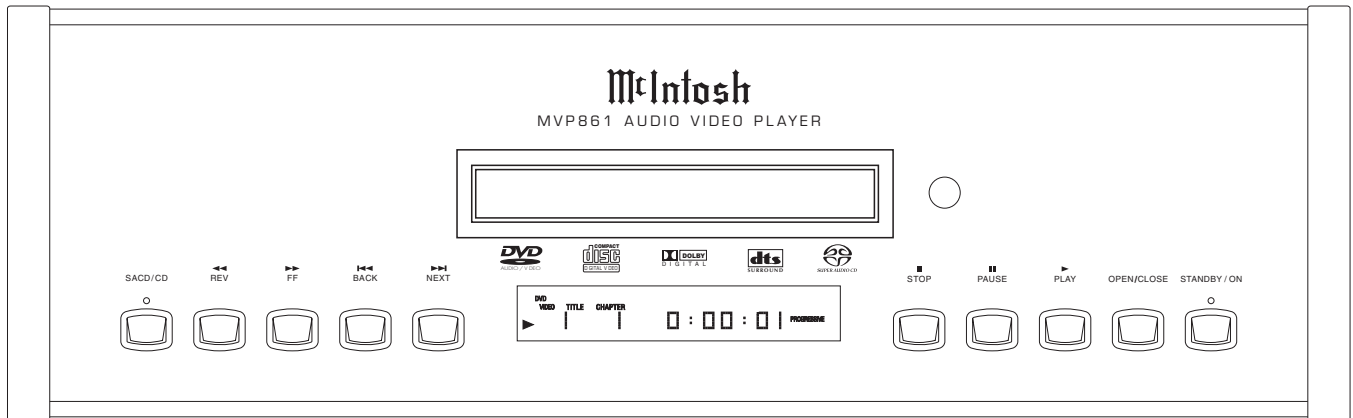 McIntosh
MVP861 AUDIO VIDEO PLAYER
DVD
AUDIO / VIDEO
COMPACT
disc
DIGITAL VIDEO
DOLBY
DIGITAL
dts
SURROUND
SUPER AUDIO CD
SACD/CD
REV
FF
BACK
NEXT
STOP
PAUSE
PLAY
OPEN/CLOSE
STANDBY / ON
DVD
VIDEO TITLE CHAPTER
1 1 0:00:01 PROGRESSIVE